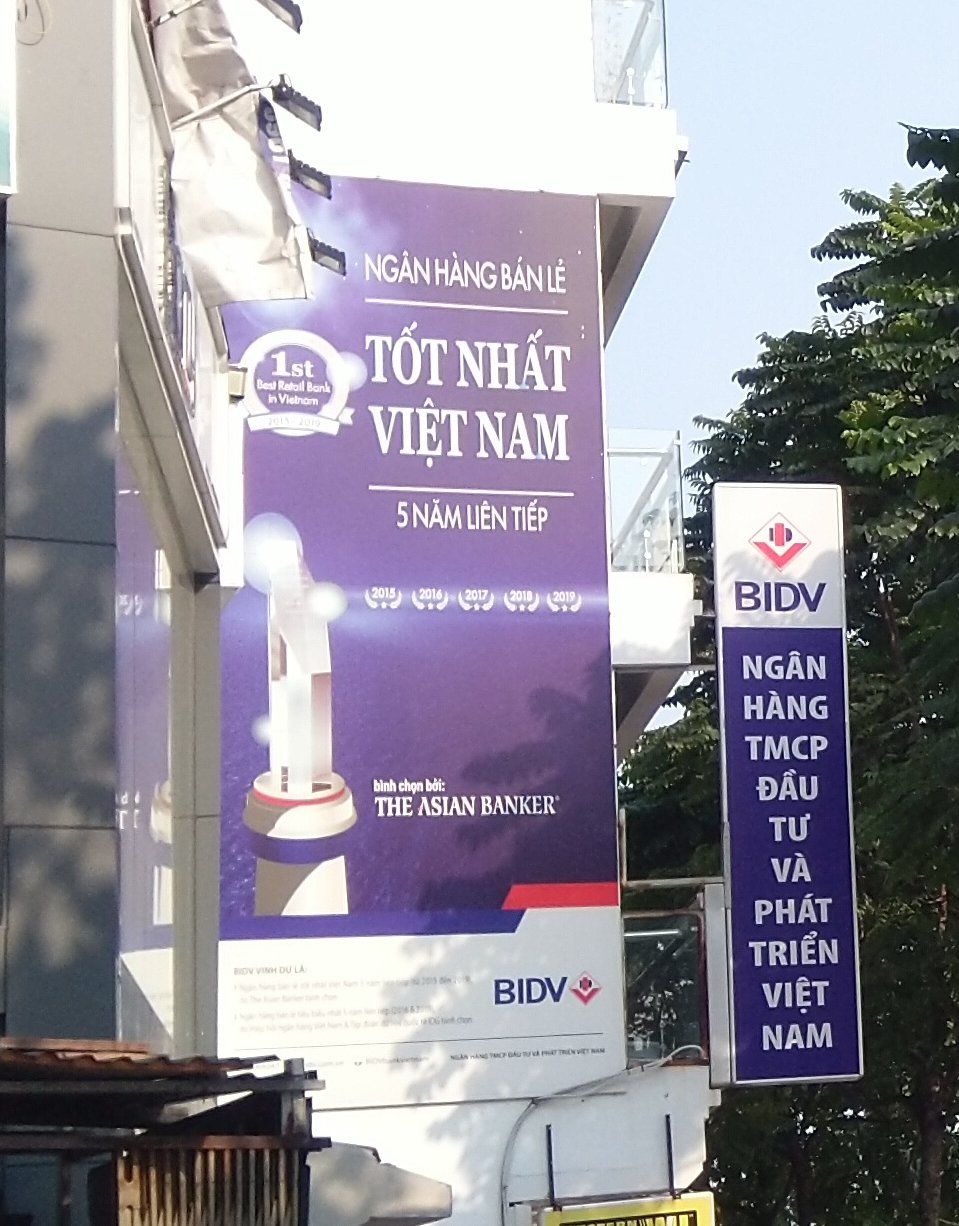 NGÂN HÀNG BÁN LẺ
TỐT NHẤT
VIỆT NAM
5 NĂM LIÊN TIẾP
1st
Best Retail Bank
in Vietnam
2015 - 2019
2015 2016 2017 2018 2019
bình chọn bởi:
THE ASIAN BANKER
BIDV VINH DỰ LÀ:
BIDV
NGÂN HÀNG TMCP ĐẦU TƯ VÀ PHÁT TRIỂN VIỆT NAM
BIDV
NGÂN
HÀNG
TMCP
ĐẦU
TƯ
VÀ
PHÁT
TRIỂN
VIỆT
NAM